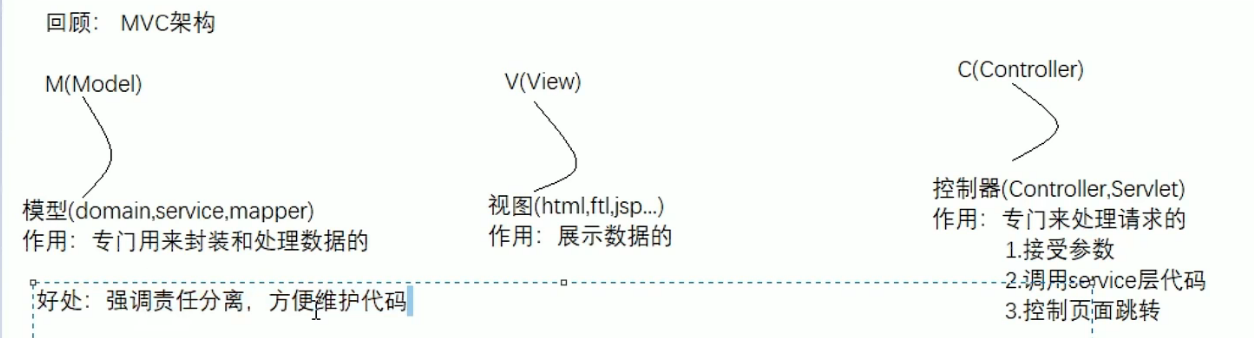 回顾： MVC架构
M(Model)
模型(domain,service,mapper)
作用：专门用来封装和处理数据的
V(View)
视图(html,ftl,jsp...)
作用：展示数据的
C(Controller)
控制器(Controller,Servlet)
作用：专门来处理请求的
1.接受参数
2.调用service层代码
3.控制页面跳转
好处：强调责任分离，方便维护代码